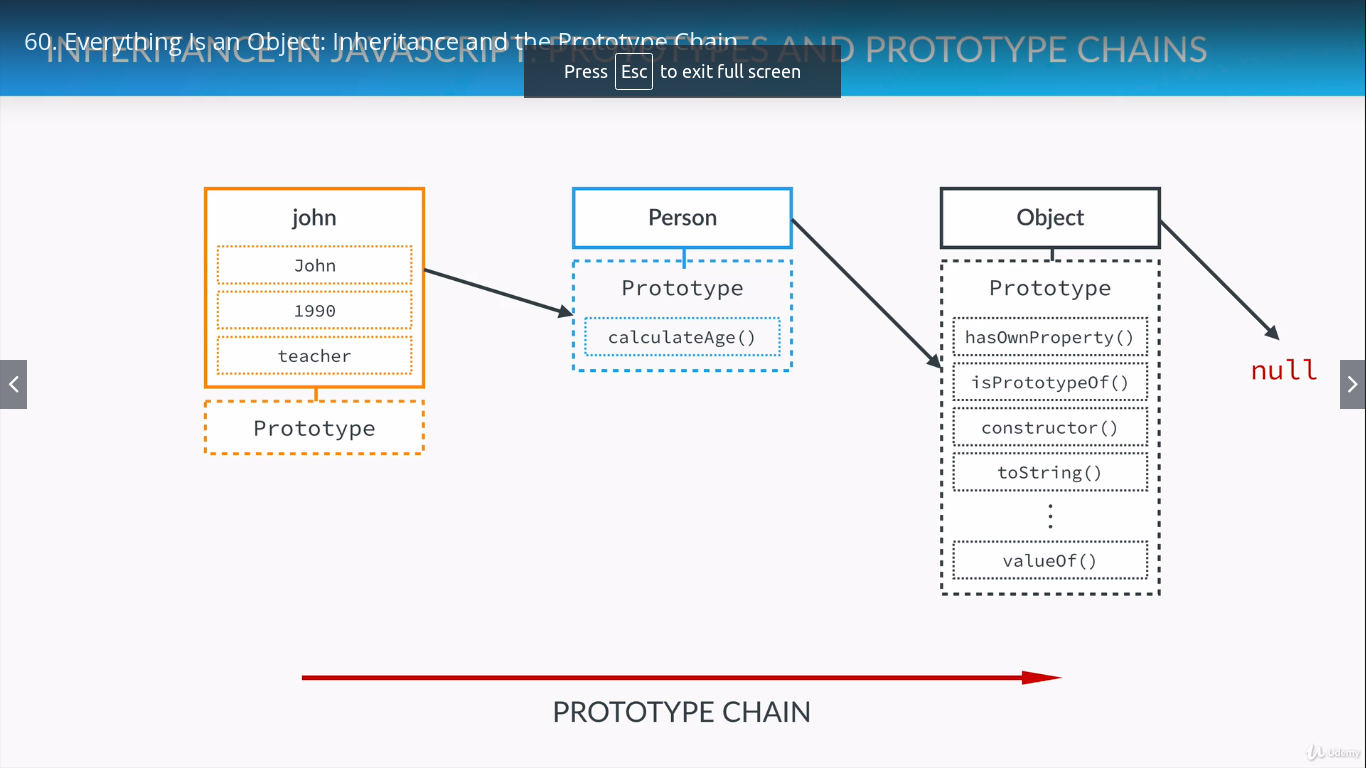 60. Everything Is an Object: Inheritance and the Prototype Chain
INHERITANCE IN JAVASCRIPT: PROTOTYPES AND PROTOTYPE CHAINS
Press Esc to exit full screen
john
John
1990
teacher
Prototype
Person
Prototype
calculateAge()
Object
Prototype
hasOwnProperty()
isPrototypeOf()
constructor()
toString()
valueOf()
null
PROTOTYPE CHAIN
Udemy